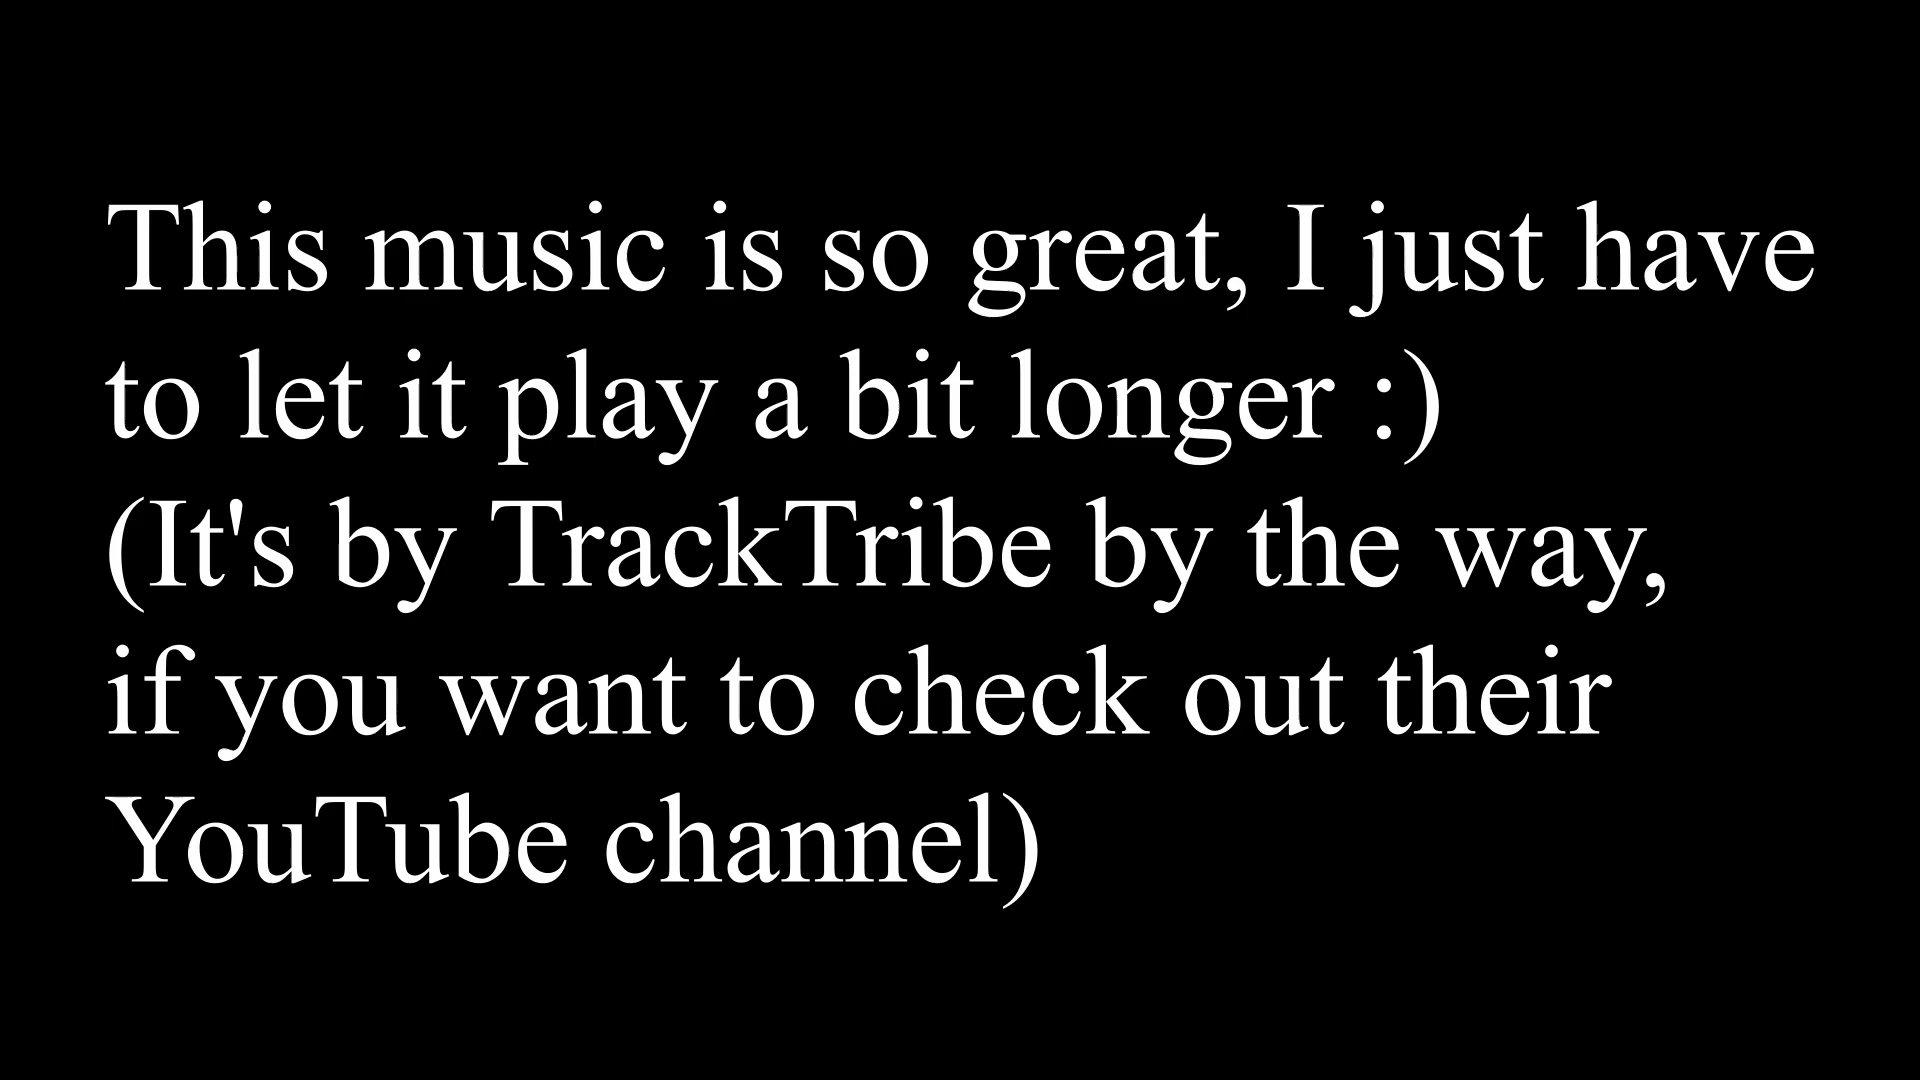 This music is so great, I just have
to let it play a bit longer :)
(It's by TrackTribe by the way,
if you want to check out their
YouTube channel)